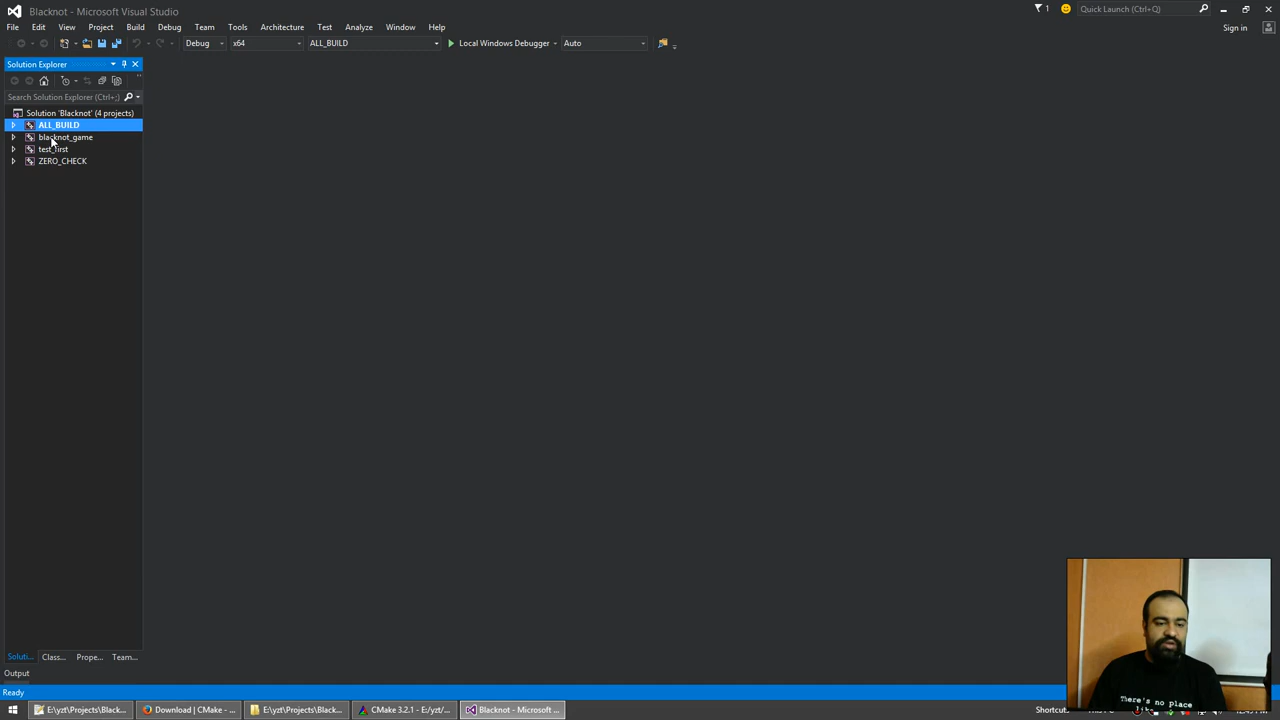 Blacknot - Microsoft Visual Studio
1
Quick Launch (Ctrl+Q)
File Edit View Project Build Debug Team Tools Architecture Test Analyze Window Help
Sign in
Debug x64 ALL_BUILD Local Windows Debugger Auto
Solution Explorer
Search Solution Explorer (Ctrl+;)
Solution 'Blacknot' (4 projects)
ALL_BUILD
blacknot_game
test_first
ZERO_CHECK
Soluti... Class... Prope... Team...
Output
Ready
There's no place
E:\yzt\Projects\Black... Download | CMake - ... E:\yzt\Projects\Black... CMake 3.2.1 - E:/yzt/... Blacknot - Microsoft ...